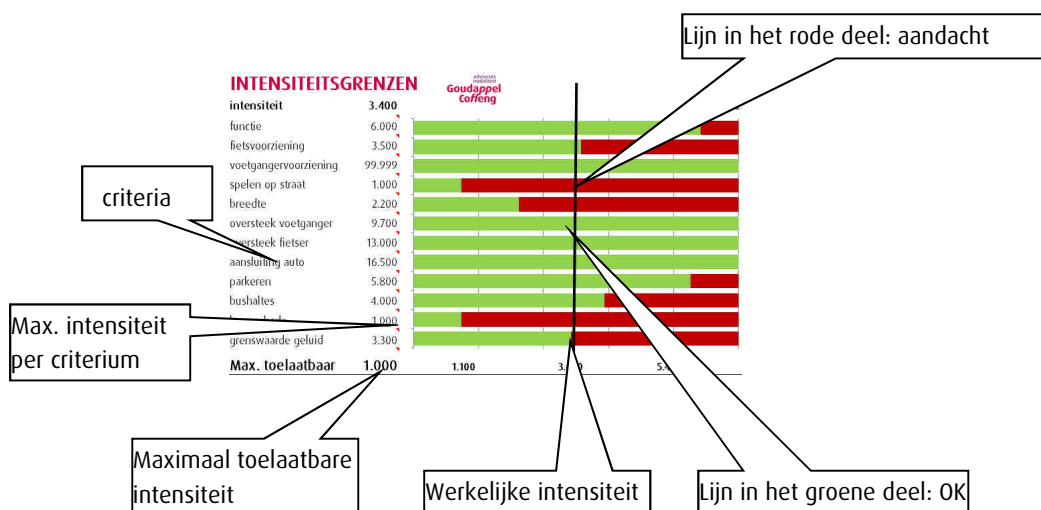 Lijn in het rode deel: aandacht
INTENSITEITSGRENZEN
adviseurs
mobiliteit
Goudappel
Coffeng
intensiteit 3.400
functie 6.000
fietsvoorziening 3.500
voetgangervoorziening 99.999
spelen op straat 1.000
breedte 2.200
oversteek voetganger 9.700
oversteek fietser 13.000
aansluiting auto 16.500
parkeren 5.800
bushaltes 4.000
1.000
grenswaarde geluid 3.300
Max. toelaatbaar 1.000 1.100
criteria
Max. intensiteit
per criterium
Maximaal toelaatbare
intensiteit
Werkelijke intensiteit
Lijn in het groene deel: OK